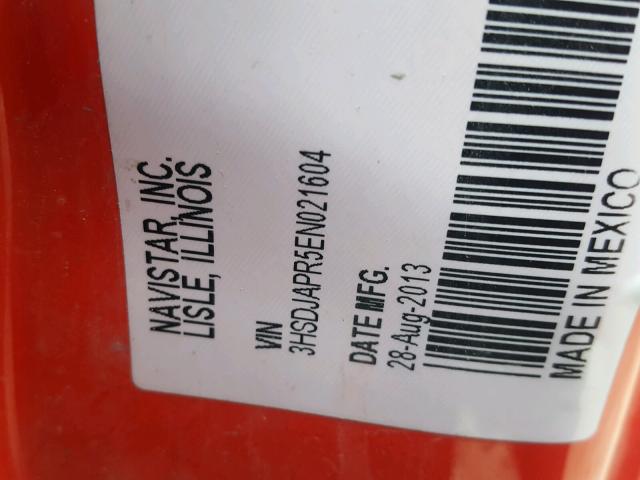 NAVISTAR, INC.
LISLE, ILLINOIS
VIN
3HSDJAPR5EN021604
DATE MFG.
28-Aug-2013
MADE IN MEXICO